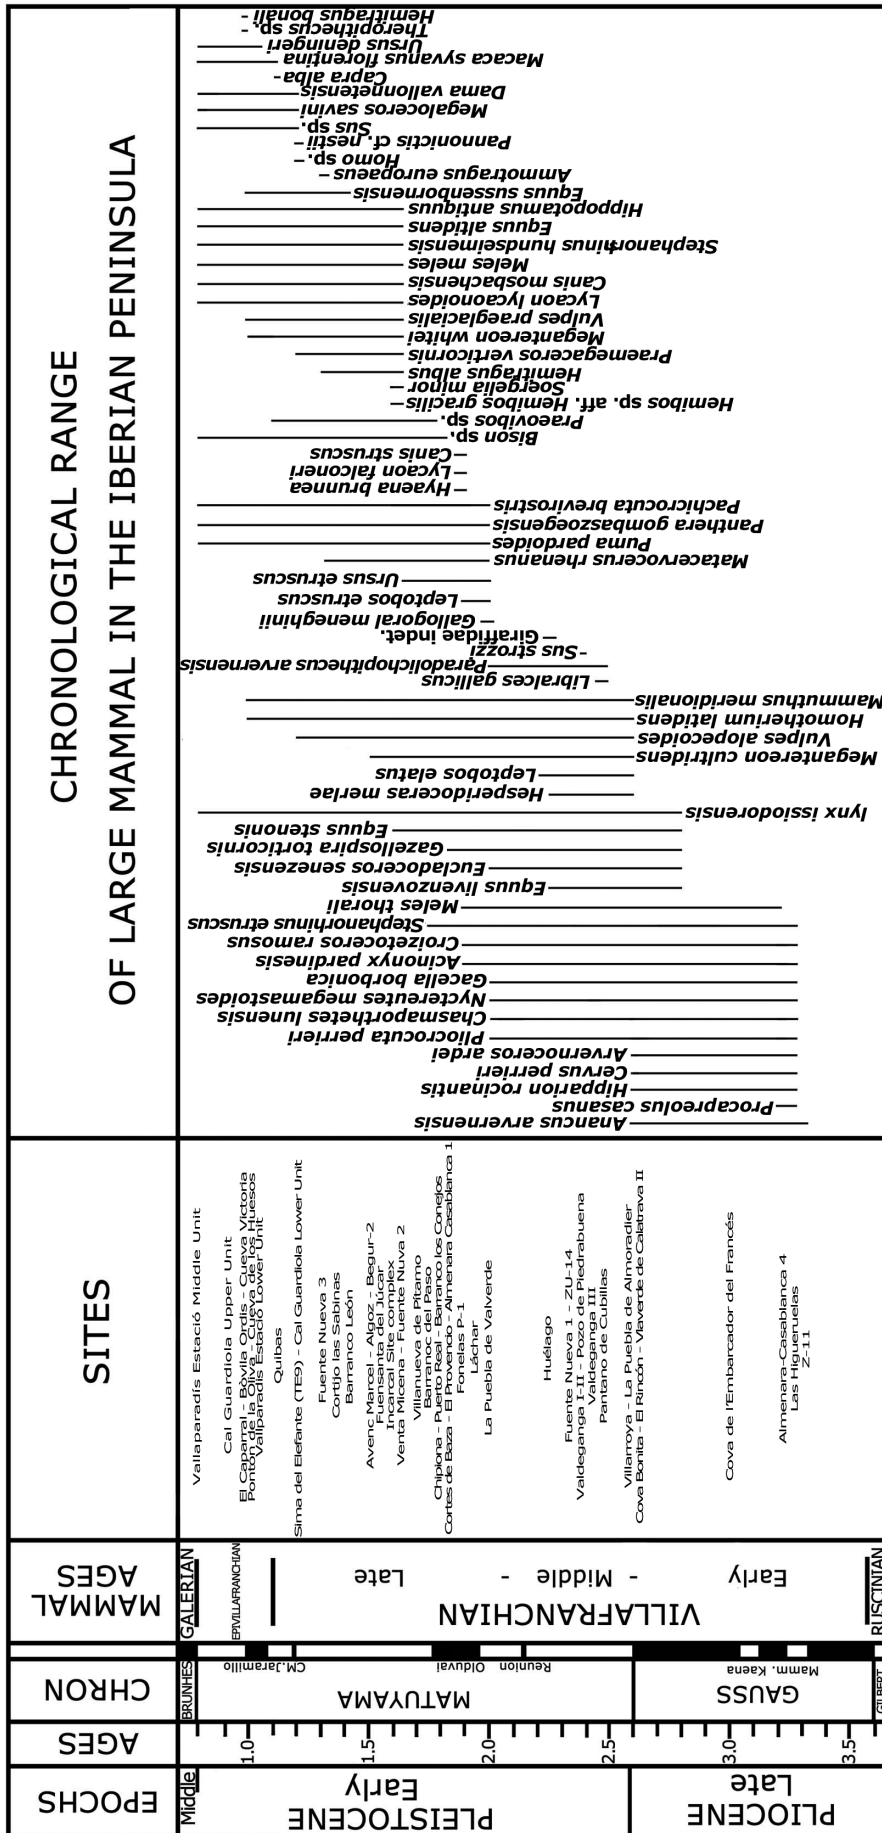 CHRONOLOGICAL RANGE
OF LARGE MAMMAL IN THE IBERIAN PENINSULA
Hemitragus bonali
Theropithecus sp.
Ursus deningeri
Macaca syvanus florentina
Capra alba
Dama vallonnetensis
Megaloceros savini
Sus sp.
Pannonictis cf. nestii
Homo sp.
Ammotragus europaeus
Equus sussenbornensis
Hippopotamus antiquus
Equus altidens
Stephanorhinus hundseimensis
Meles meles
Canis mosbachensis
Lycaon lycaonoides
Vulpes praeglacialis
Megantereon whitei
Praemegaceros verticornis
Hemitragus albus
Soergelia minor
Hemibos sp. aff. Hemibos gracilis
Praeovibos sp.
Bison sp.
Canis etruscus
Lycaon falconeri
Hyaena brunnea
Pachicrocuta brevirostris
Panthera gombaszoegensis
Puma pardoides
Matacervocerus rhenanus
Ursus etruscus
Leptobos etruscus
Gallogoral meneghinii
Giraffidae indet.
Sus strozzi
Paradolichopithecus arvernensis
Libralces gallicus
Mammuthus meridionalis
Homotherium latidens
Vulpes alopecoides
Megantereon cultridens
Leptobos elatus
Hesperidoceras merlae
lynx issiodorensis
Equus stenonis
Gazellospira torticornis
Eucladoceros senezensis
Equus livenzovensis
Meles thorali
Stephanorhinus etruscus
Croizetoceros ramosus
Acinonyx pardinesis
Gacella borbonica
Nyctereutes megamastoides
Chasmaporthetes lunensis
Pliocrocuta perrieri
Arvernoceros ardei
Cervus perrieri
Hipparion rocinantis
Procapreolus casanus
Anancus arvernensis
SITES
Vallaparadís Estació Middle Unit
Cal Guardiola Upper Unit
El Caparral - Bòvila Ordis - Cueva Victoria
Pontón de la Oliva - Cueva de los Huesos
Vallparadís Estació Lower Unit
Quibas
Sima del Elefante (TE9) - Cal Guardiola Lower Unit
Fuente Nueva 3
Cortijo las Sabinas
Barranco León
Avenc Marcel - Algoz - Begur-2
Fuensanta del Júcar
Incarcal Site complex
Venta Micena - Fuente Nuva 2
Villanueva de Pítamo
Barranoc del Paso
Chipiona - Puerto Real - Barranco los Conejos
Cortes de Baza - El Provencio - Almenara Casablanca 1
Fonelas P-1
Láchar
La Puebla de Valverde
Huélago
Fuente Nueva 1 - ZU-14
Valdeganga I-II - Pozo de Piedrabuena
Valdeganga III
Pantano de Cubillas
Villarroya - La Puebla de Almoradier
Cova Bonita - El Rincón - Vlaverde de Calatrava II
Cova de l'Embarcador del Francés
Almenara-Casablanca 4
Las Higueruelas
Z-11
MAMMAL
AGES
GALERIAN
EPIVILLAFRANCHIAN
Late - Middle - Early
VILLAFRANCHIAN
RUSCINIAN
CHRON
BRUNHES
Jaramillo
CM.
Olduvai
Reunion
Kaena
Mamm.
MATUYAMA
GAUSS
GILBERT
AGES
1.0
1.5
2.0
2.5
3.0
3.5
EPOCHS
Middle
Early
PLEISTOCENE
Late
PLIOCENE